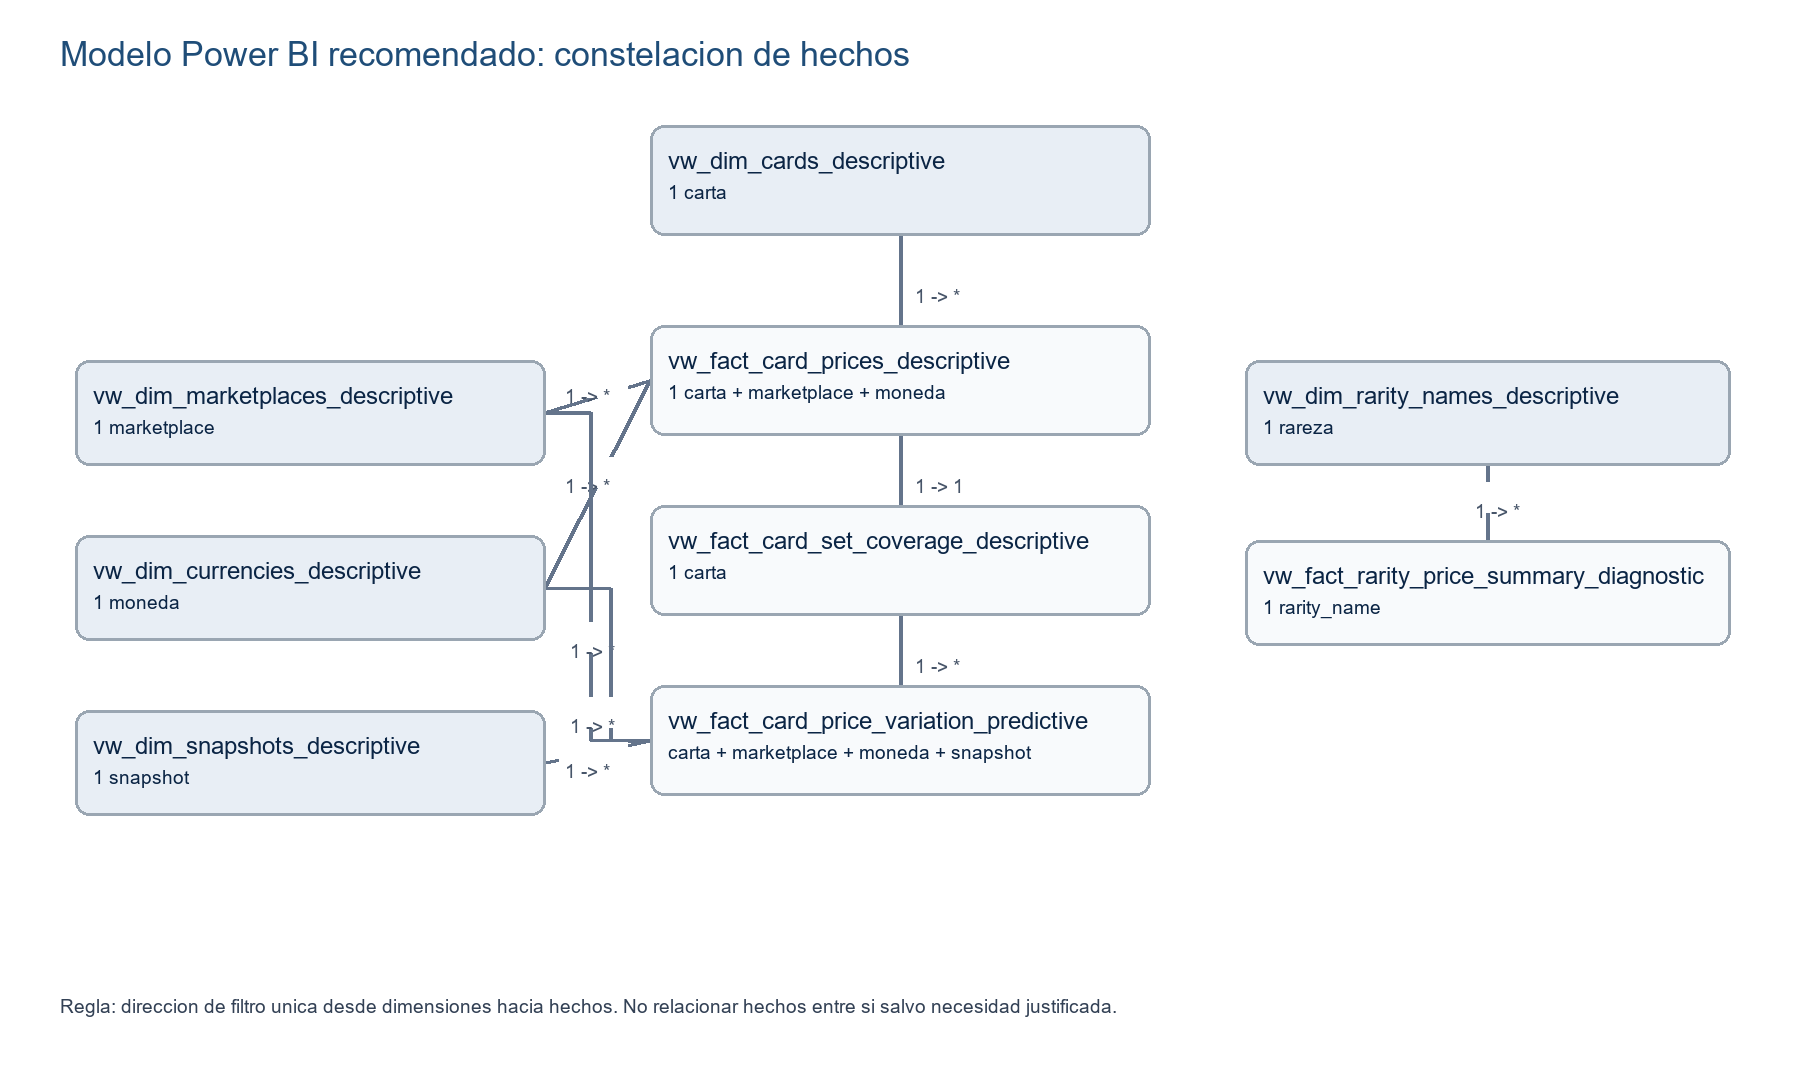 Modelo Power BI recomendado: constelacion de hechos
vw_dim_cards_descriptive
1 carta
1 -> *
vw_fact_card_prices_descriptive
1 carta + marketplace + moneda
vw_dim_marketplaces_descriptive
1 marketplace
1 -> *
vw_dim_rarity_names_descriptive
1 rareza
1 -> *
1 -> 1
1 -> *
vw_fact_card_set_coverage_descriptive
1 carta
vw_dim_currencies_descriptive
1 moneda
vw_fact_rarity_price_summary_diagnostic
1 rarity_name
1 -> *
1 -> *
vw_fact_card_price_variation_predictive
carta + marketplace + moneda + snapshot
1 -> *
vw_dim_snapshots_descriptive
1 snapshot
1 -> *
Regla: direccion de filtro unica desde dimensiones hacia hechos. No relacionar hechos entre si salvo necesidad justificada.